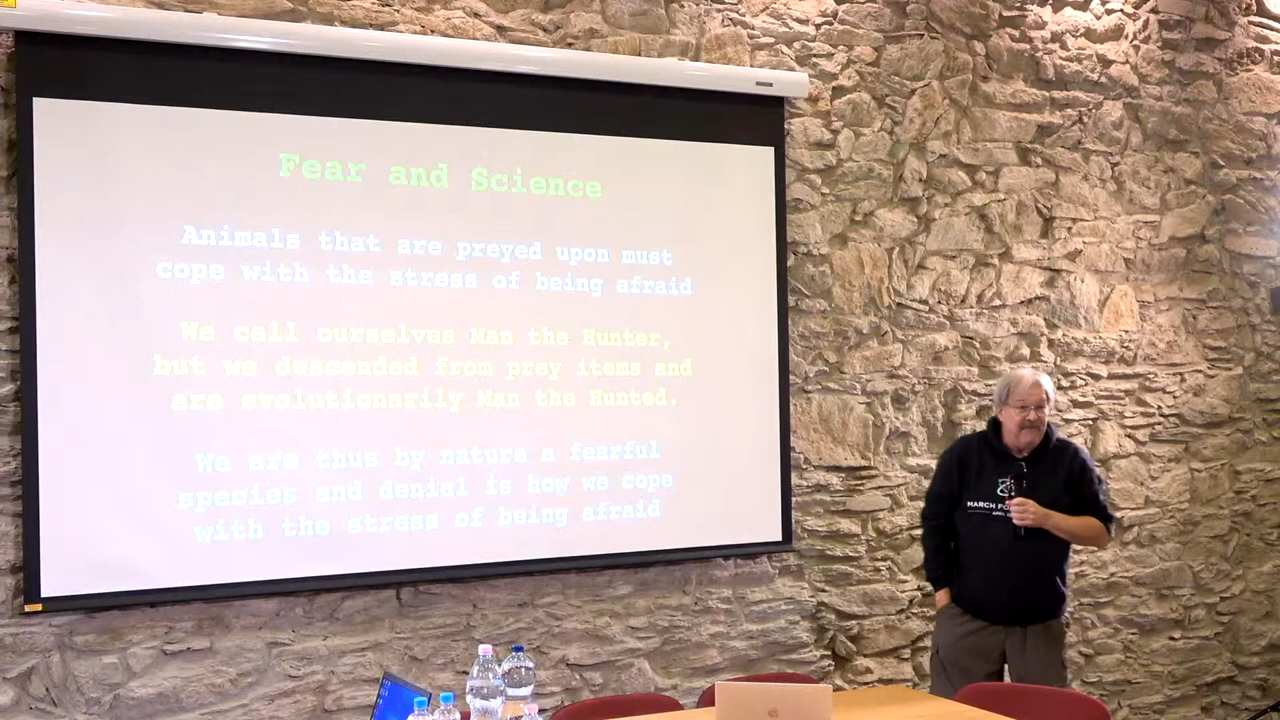 Fear and Science
Animals that are preyed upon must
cope with the stress of being afraid
We call ourselves Man the Hunter,
but we descended from prey items and
are evolutionarily Man the Hunted.
We are thus by nature a fearful
species and denial is how we cope
with the stress of being afraid
MARCH
APRIL